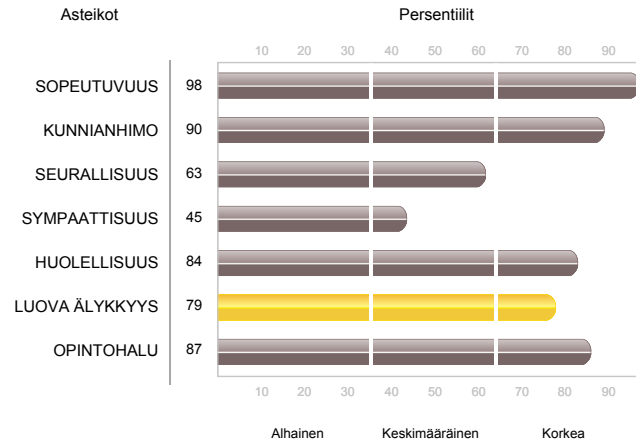 Asteikot Persentiilit
10 20 30 40 50 60 70 80 90
SOPEUTUVUUS 98
KUNNIANHIMO 90
SEURALLISUUS 63
SYMPAATTISUUS 45
HUOLELLISUUS 84
LUOVA ÄLYKKYYS 79
OPINTOHALU 87
10 20 30 40 50 60 70 80 90
Alhainen Keskimääräinen Korkea